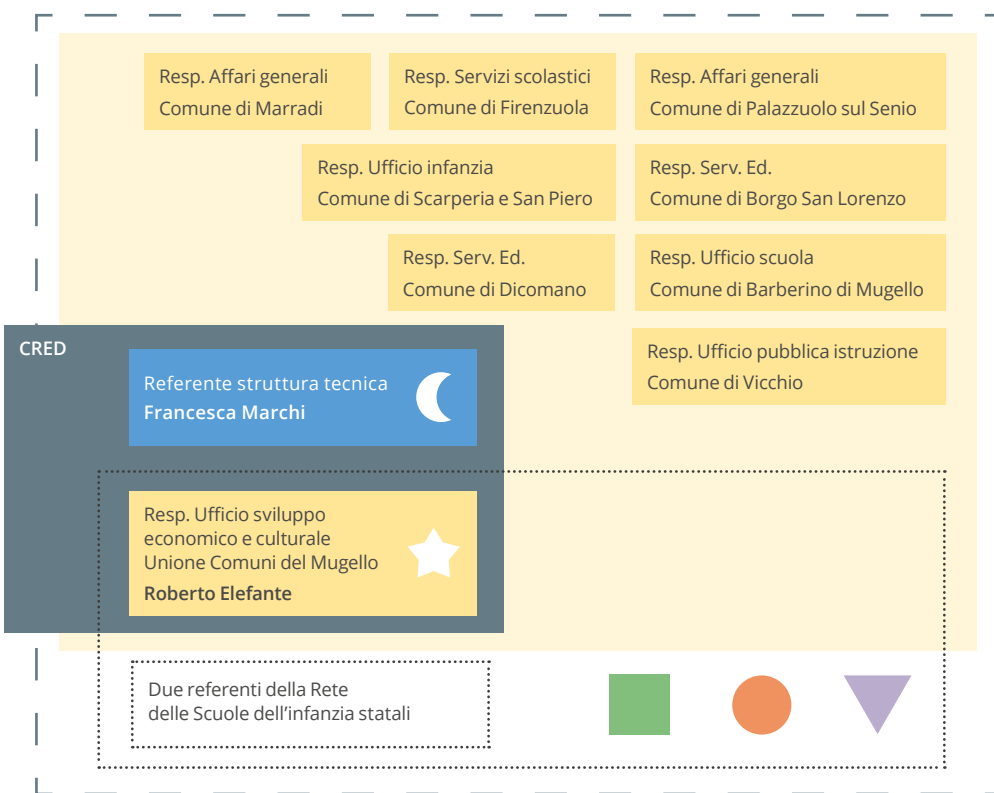 Resp. Affari generali
Comune di Marradi
Resp. Servizi scolastici
Comune di Firenzuola
Resp. Affari generali
Comune di Palazzuolo sul Senio
Resp. Ufficio infanzia
Comune di Scarperia e San Piero
Resp. Serv. Ed.
Comune di Borgo San Lorenzo
Resp. Serv. Ed.
Comune di Dicomano
Resp. Ufficio scuola
Comune di Barberino di Mugello
Resp. Ufficio pubblica istruzione
Comune di Vicchio
CRED
Referente struttura tecnica
Francesca Marchi
Resp. Ufficio sviluppo
economico e culturale
Unione Comuni del Mugello
Roberto Elefante
Due referenti della Rete
delle Scuole dell’infanzia statali